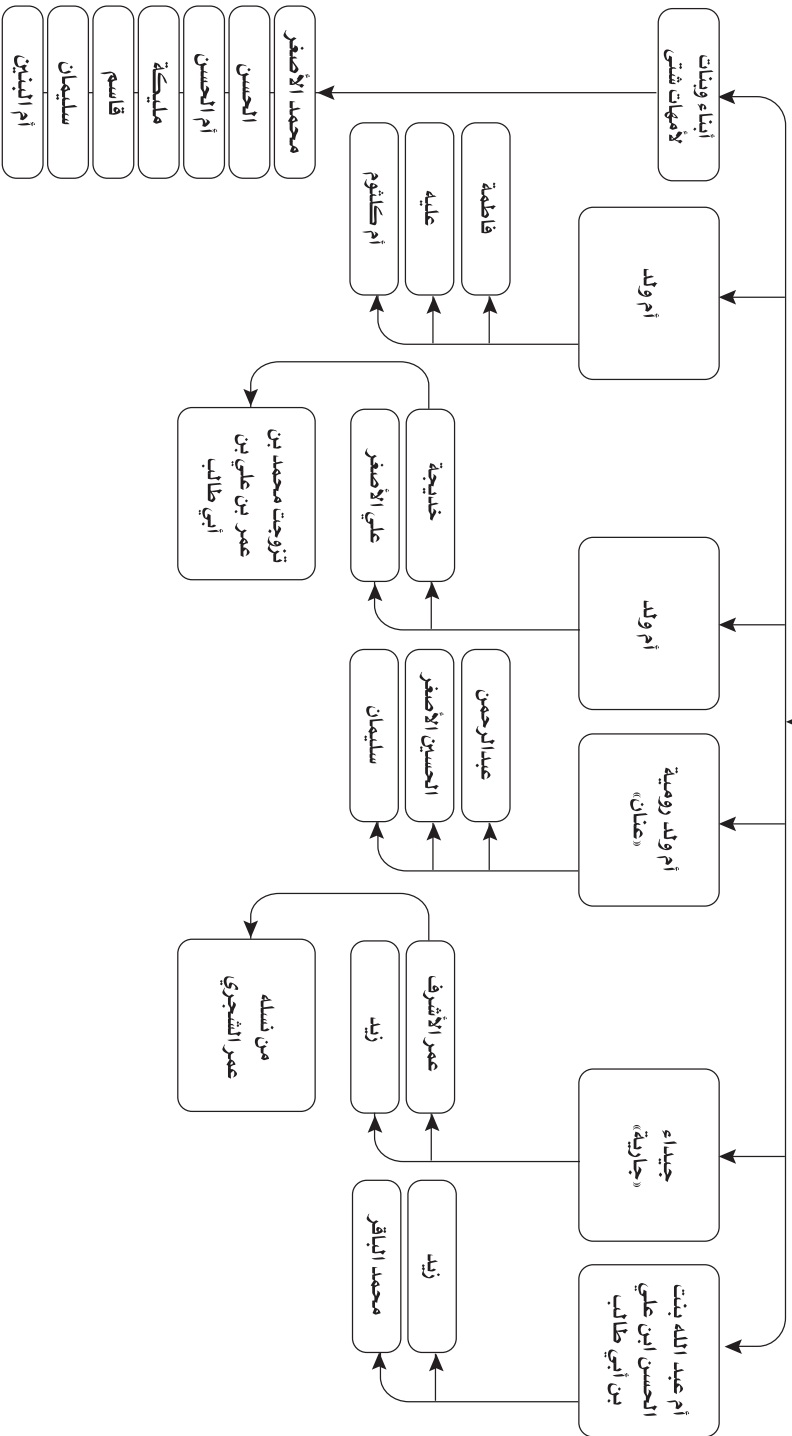 أم عبد الله بنت
الحسن ابن علي
بن أبي طالب
زيد
محمد الباقر
جيداء
«جارية»
عمر الأشرف
زيد
من نسله
عمر الشجري
أم ولد رومية
«عنان»
عبدالرحمن
الحسين الأصغر
سليمان
أم ولد
خديجة
علي الأصغر
تزوجت محمد بن
عمر بن علي بن
أبي طالب
أم ولد
فاطمة
عليه
أم كلثوم
أبناء وبنات
لأمهات شتى
محمد الأصغر
الحسن
أم الحسن
مليكة
قاسم
سليمان
أم البنين